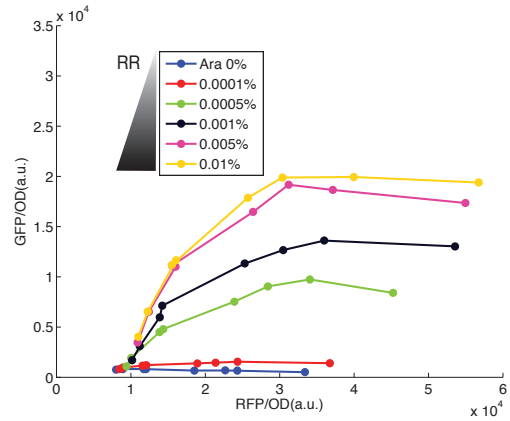 x 10^4
3.5
3
2.5
2
1.5
1
0.5
0
GFP/OD(a.u.)
RR
Ara 0%
0.0001%
0.0005%
0.001%
0.005%
0.01%
0 1 2 3 4 5 6
RFP/OD(a.u.)
x 10^4